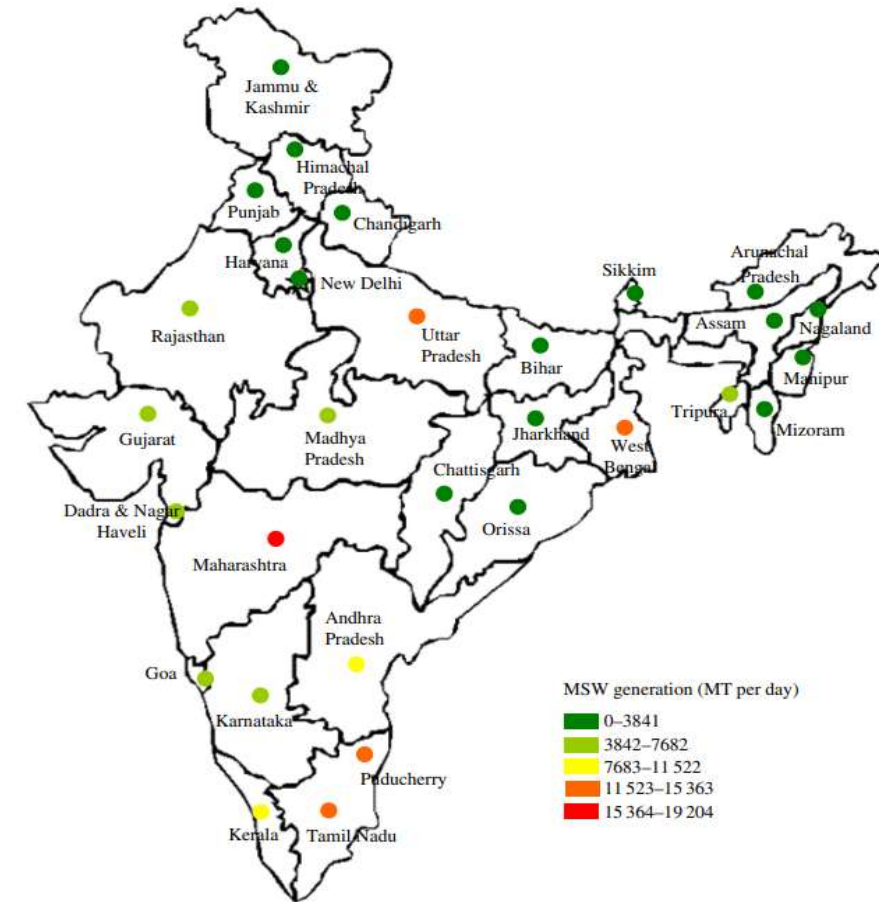 Jammu &
Kashmir
Himachal
Pradesh
Punjab
Chandigarh
Haryana
New Delhi
Sikkim
Arunachal
Pradesh
Rajasthan
Uttar
Pradesh
Assam
Nagaland
Bihar
Manipur
Tripura
Mizoram
Gujarat
Madhya
Pradesh
Jharkhand
West
Bengal
Chattisgarh
Dadra & Nagar
Haveli
Orissa
Maharashtra
Andhra
Pradesh
Goa
Karnataka
Puducherry
Kerala
Tamil Nadu
MSW generation (MT per day)
0–3841
3842–7682
7683–11 522
11 523–15 363
15 364–19 204